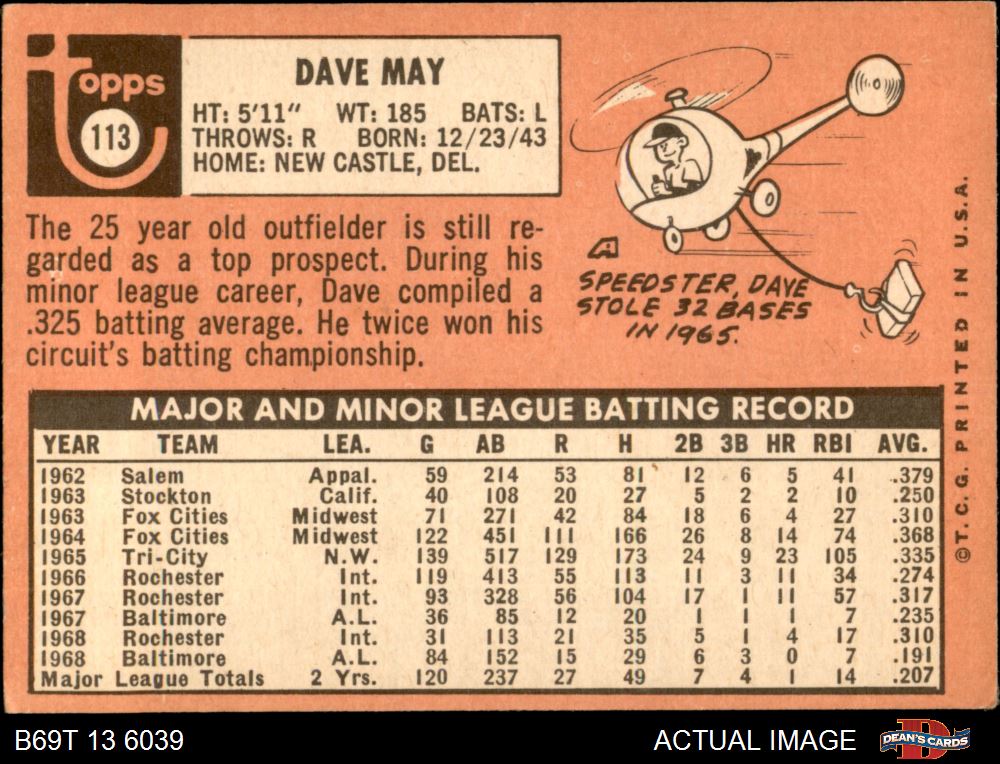 Topps
113
DAVE MAY
HT: 5'11" WT: 185 BATS: L
THROWS: R BORN: 12/23/43
HOME: NEW CASTLE, DEL.
The 25 year old outfielder is still re-
garded as a top prospect. During his
minor league career, Dave compiled a
.325 batting average. He twice won his
circuit's batting championship.
A
SPEEDSTER, DAVE
STOLE 32 BASES
IN 1965.
MAJOR AND MINOR LEAGUE BATTING RECORD
YEAR TEAM LEA. G AB R H 2B 3B HR RBI AVG.
1962 Salem Appal. 59 214 53 81 12 6 5 41 .379
1963 Stockton Calif. 40 108 20 27 5 2 2 10 .250
1963 Fox Cities Midwest 71 271 42 84 18 6 4 27 .310
1964 Fox Cities Midwest 122 451 111 166 26 8 14 74 .368
1965 Tri-City N.W. 139 517 129 173 24 9 23 105 .335
1966 Rochester Int. 119 413 55 113 11 3 11 34 .274
1967 Rochester Int. 93 328 56 104 17 1 11 57 .317
1967 Baltimore A.L. 36 85 12 20 1 1 1 7 .235
1968 Rochester Int. 31 113 21 35 5 1 4 17 .310
1968 Baltimore A.L. 84 152 15 29 6 3 0 7 .191
Major League Totals 2 Yrs. 120 237 27 49 7 4 1 14 .207
©T.C.G. PRINTED IN U.S.A.
B69T 13 6039
ACTUAL IMAGE
D
DEAN'S CARDS